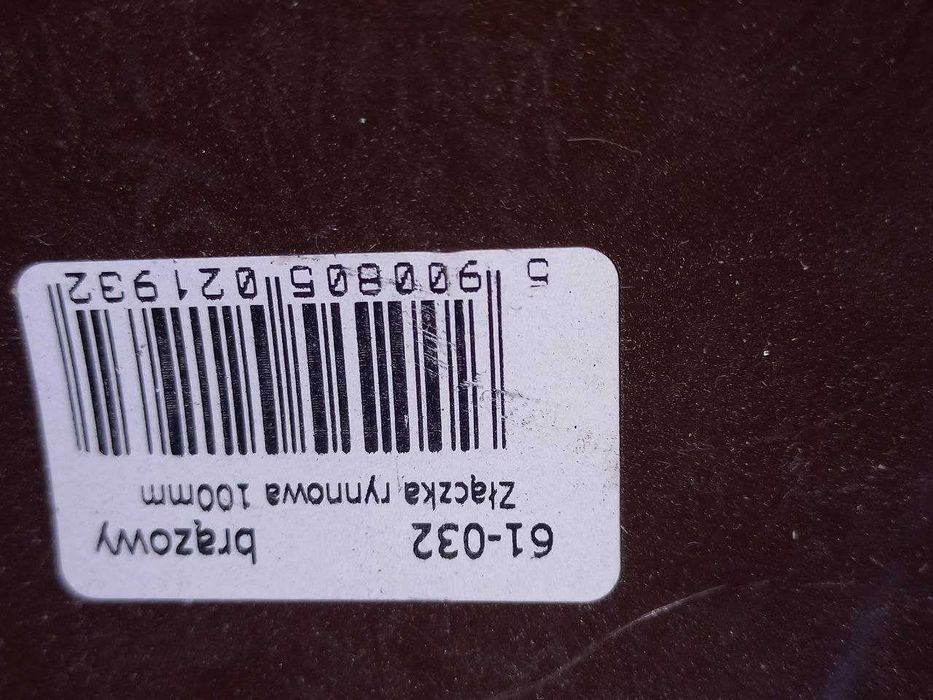 61-032 brązowy
Złączka rynnowa 100mm
5 900805 021932